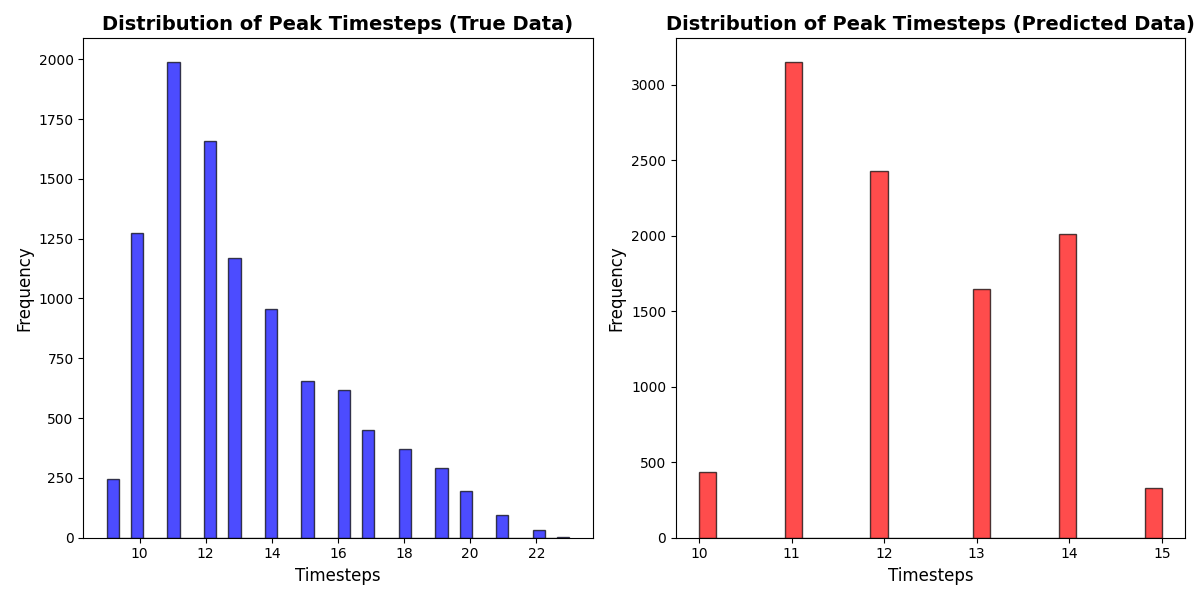 Distribution of Peak Timesteps (True Data)
Frequency
2000
1750
1500
1250
1000
750
500
250
0
10 12 14 16 18 20 22
Timesteps
Distribution of Peak Timesteps (Predicted Data)
Frequency
3000
2500
2000
1500
1000
500
0
10 11 12 13 14 15
Timesteps